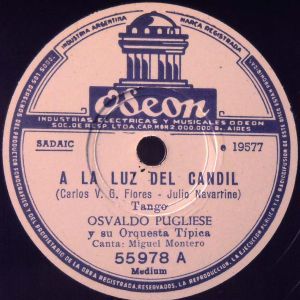 INDUSTRIA ARGENTINA
MARCA REGISTRADA
Odeon
INDUSTRIAS ELECTRICAS Y MUSICALES ODEON
SOC. DE RESP. LTDA. CAP. M$N 2.000.000 B. AIRES
SADAIC
e 19577
A LA LUZ DEL CANDIL
(Carlos V. G. Flores - Julio Navartine)
Tango
OSVALDO PUGLIESE
y su Orquesta Típica
Canta: Miguel Montero
55978 A
Medium